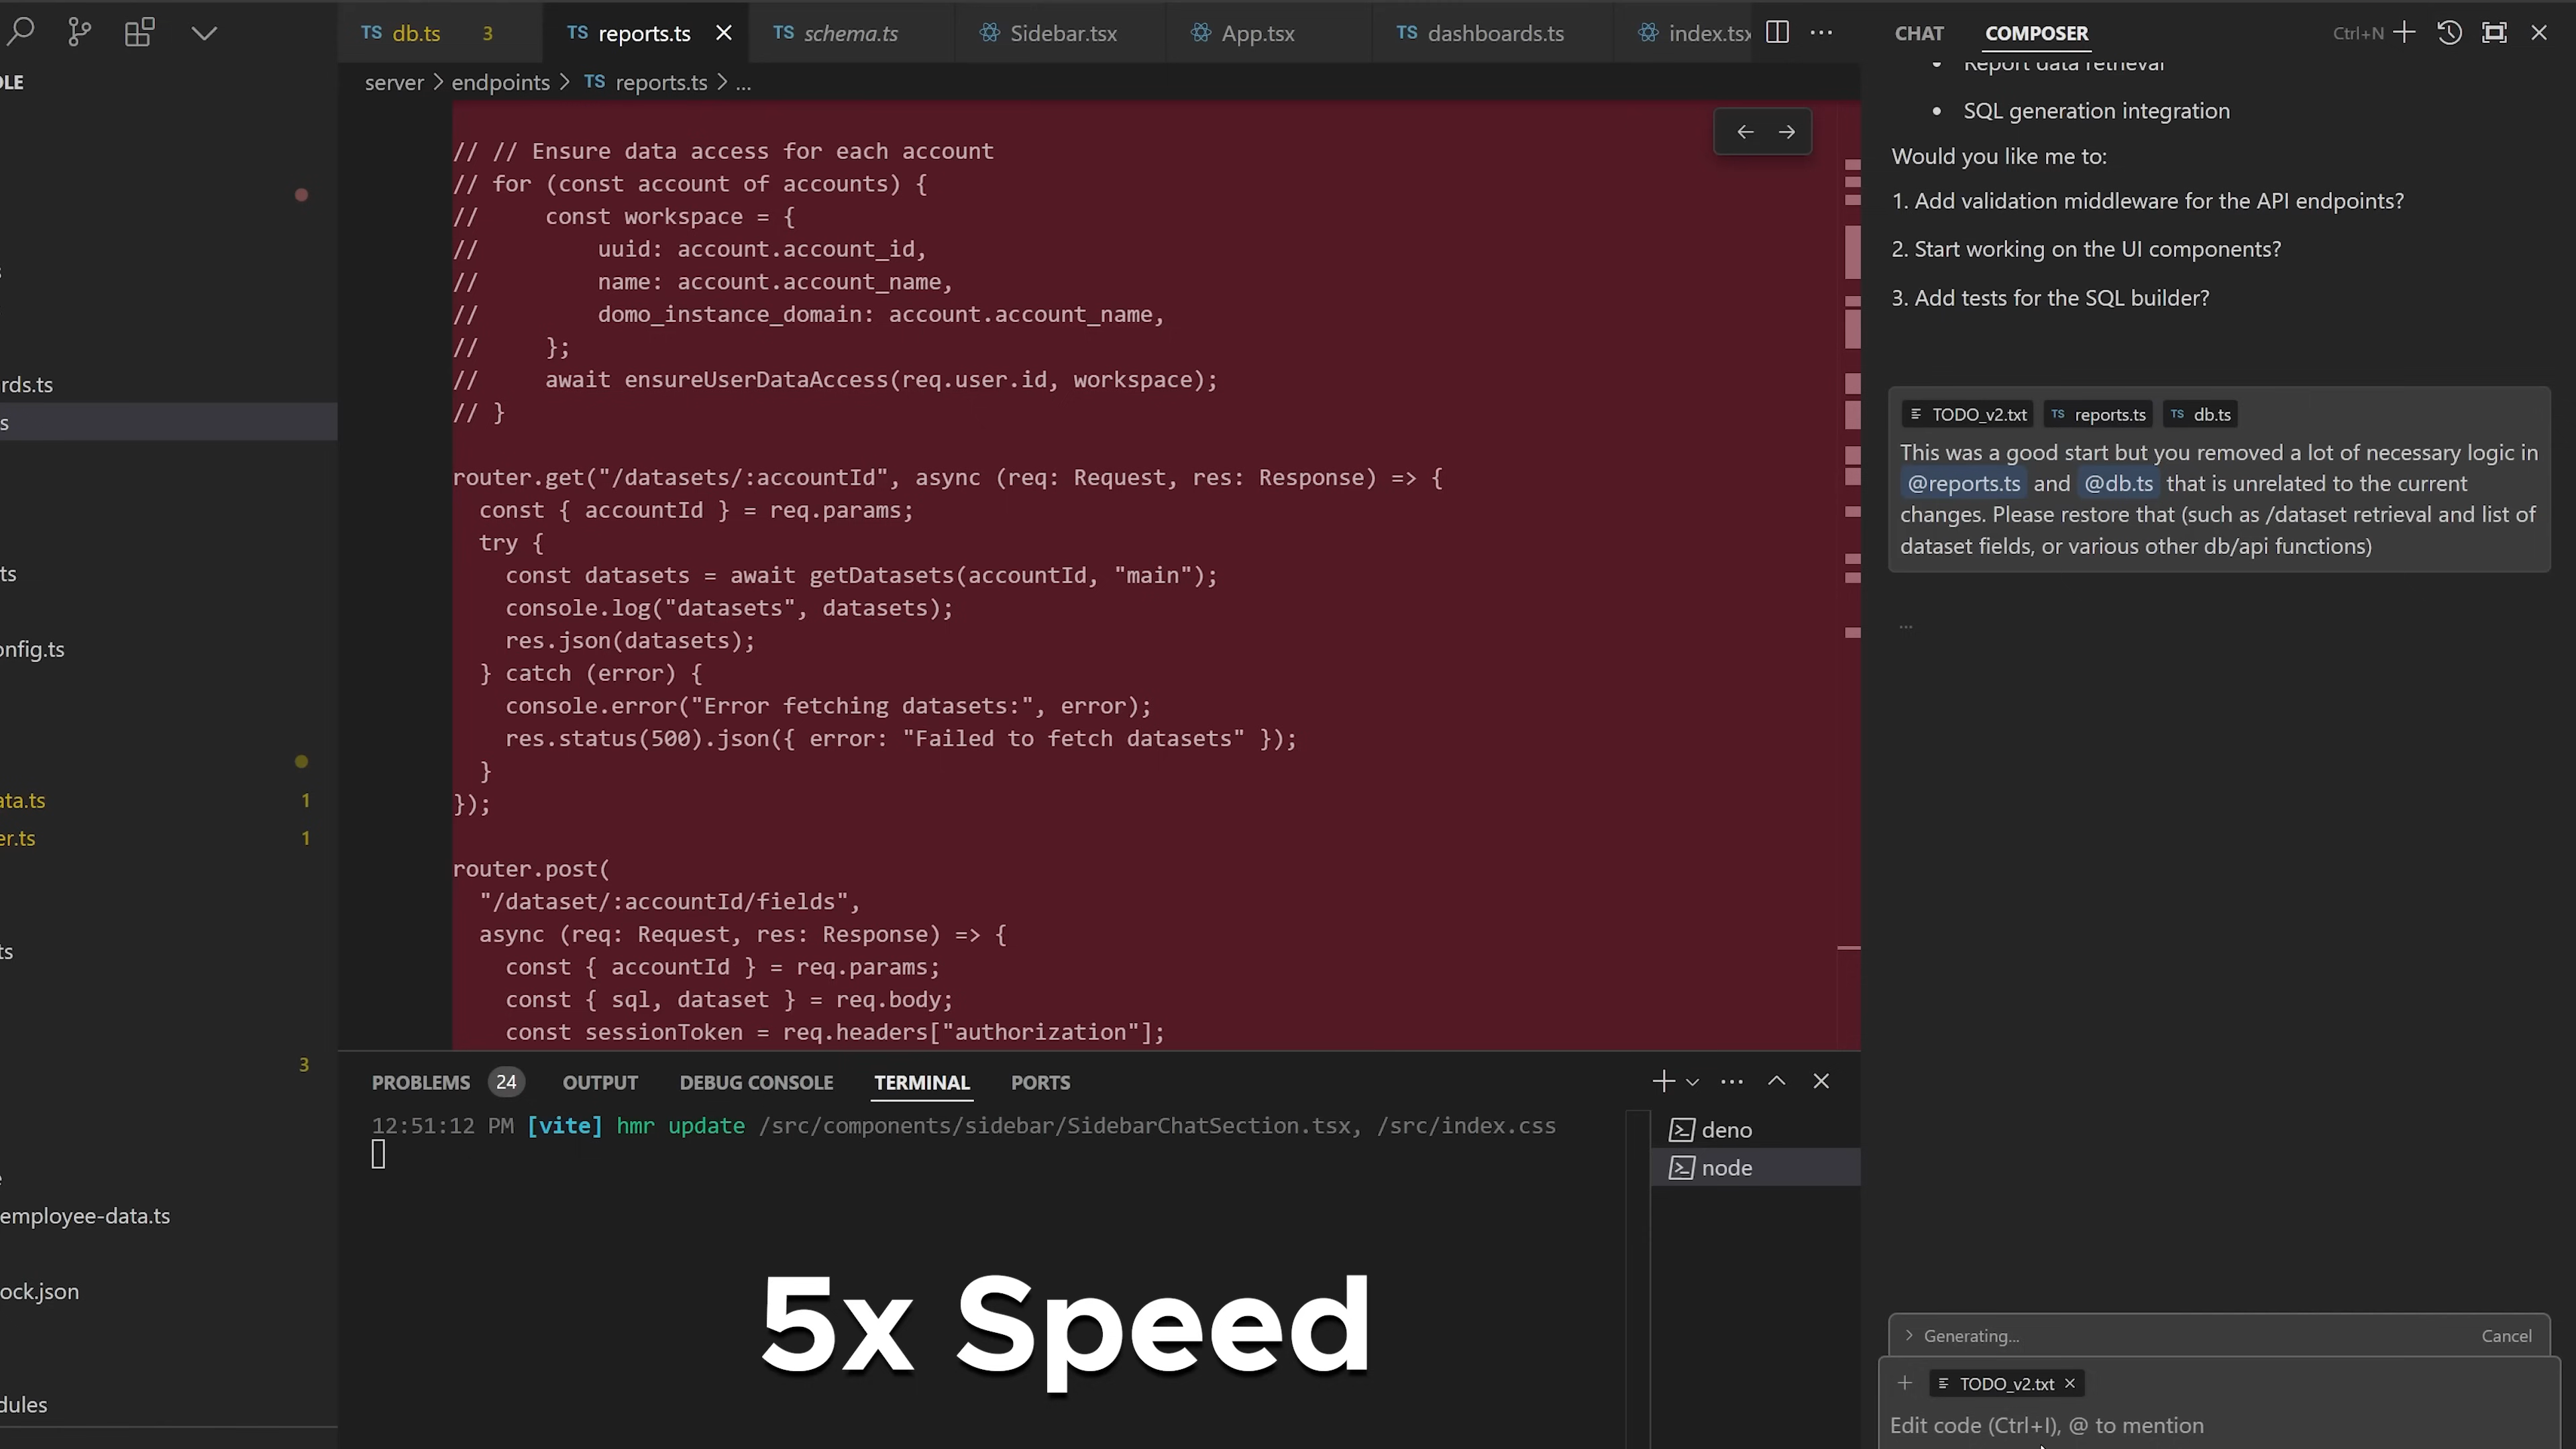 LE
rds.ts
s
ts
onfig.ts
ata.ts 1
er.ts 1
ts
3
e
employee-data.ts
ock.json
dules
TS db.ts 3
TS reports.ts
TS schema.ts
Sidebar.tsx
App.tsx
TS dashboards.ts
index.tsx
server > endpoints > TS reports.ts > ...
// // Ensure data access for each account
// for (const account of accounts) {
//     const workspace = {
//         uuid: account.account_id,
//         name: account.account_name,
//         domo_instance_domain: account.account_name,
//     };
//     await ensureUserDataAccess(req.user.id, workspace);
// }
router.get("/datasets/:accountId", async (req: Request, res: Response) => {
  const { accountId } = req.params;
  try {
    const datasets = await getDatasets(accountId, "main");
    console.log("datasets", datasets);
    res.json(datasets);
  } catch (error) {
    console.error("Error fetching datasets:", error);
    res.status(500).json({ error: "Failed to fetch datasets" });
  }
});
router.post(
  "/dataset/:accountId/fields",
  async (req: Request, res: Response) => {
    const { accountId } = req.params;
    const { sql, dataset } = req.body;
    const sessionToken = req.headers["authorization"];
PROBLEMS 24 OUTPUT DEBUG CONSOLE TERMINAL PORTS
12:51:12 PM [vite] hmr update /src/components/sidebar/SidebarChatSection.tsx, /src/index.css
deno
node
5x Speed
CHAT COMPOSER Ctrl+N
• Report data retrieval
• SQL generation integration
Would you like me to:
1. Add validation middleware for the API endpoints?
2. Start working on the UI components?
3. Add tests for the SQL builder?
TODO_v2.txt TS reports.ts TS db.ts
This was a good start but you removed a lot of necessary logic in
@reports.ts and @db.ts that is unrelated to the current
changes. Please restore that (such as /dataset retrieval and list of
dataset fields, or various other db/api functions)
...
> Generating... Cancel
+ TODO_v2.txt ×
Edit code (Ctrl+I), @ to mention